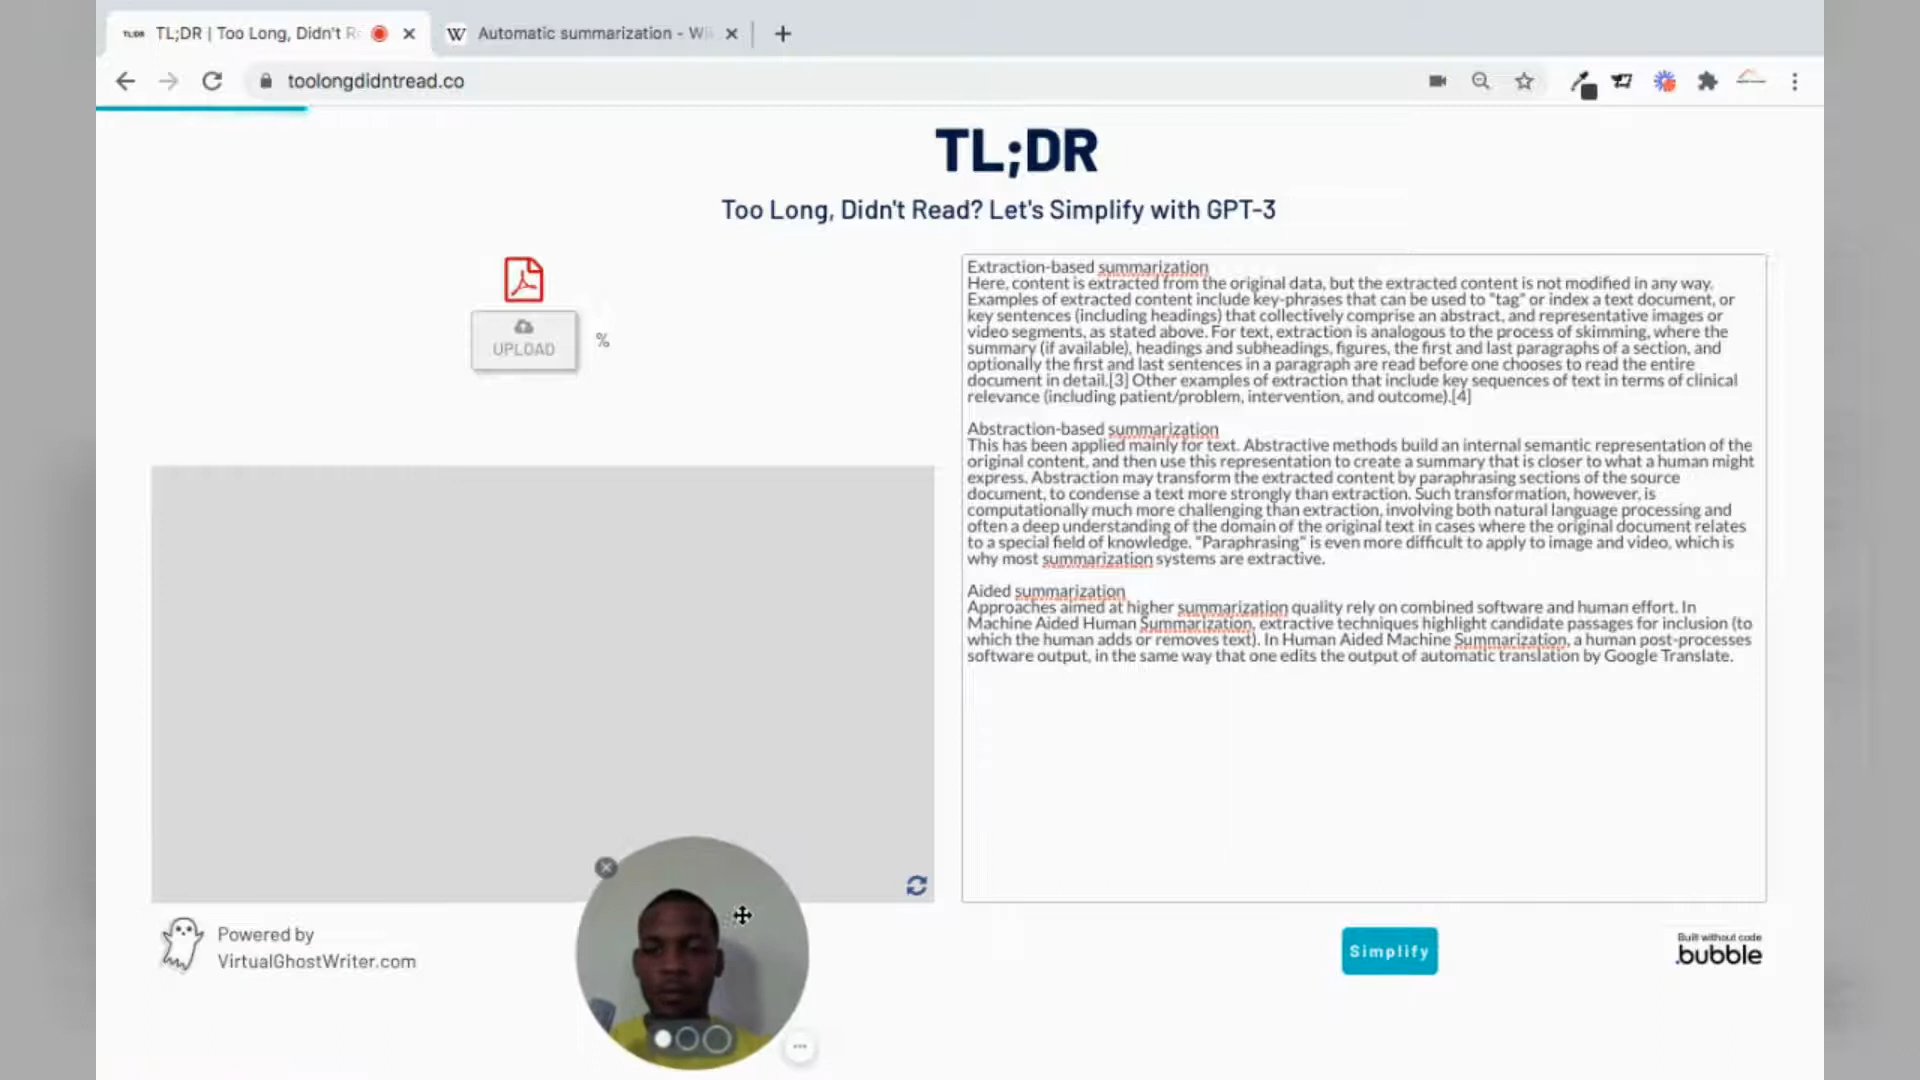 TL;DR TL;DR | Too Long, Didn't R
W Automatic summarization - Wi
toolongdidntread.co
TL;DR
Too Long, Didn't Read? Let's Simplify with GPT-3
UPLOAD
%
Extraction-based summarization
Here, content is extracted from the original data, but the extracted content is not modified in any way.
Examples of extracted content include key-phrases that can be used to "tag" or index a text document, or
key sentences (including headings) that collectively comprise an abstract, and representative images or
video segments, as stated above. For text, extraction is analogous to the process of skimming, where the
summary (if available), headings and subheadings, figures, the first and last paragraphs of a section, and
optionally the first and last sentences in a paragraph are read before one chooses to read the entire
document in detail.[3] Other examples of extraction that include key sequences of text in terms of clinical
relevance (including patient/problem, intervention, and outcome).[4]
Abstraction-based summarization
This has been applied mainly for text. Abstractive methods build an internal semantic representation of the
original content, and then use this representation to create a summary that is closer to what a human might
express. Abstraction may transform the extracted content by paraphrasing sections of the source
document, to condense a text more strongly than extraction. Such transformation, however, is
computationally much more challenging than extraction, involving both natural language processing and
often a deep understanding of the domain of the original text in cases where the original document relates
to a special field of knowledge. "Paraphrasing" is even more difficult to apply to image and video, which is
why most summarization systems are extractive.
Aided summarization
Approaches aimed at higher summarization quality rely on combined software and human effort. In
Machine Aided Human Summarization, extractive techniques highlight candidate passages for inclusion (to
which the human adds or removes text). In Human Aided Machine Summarization, a human post-processes
software output, in the same way that one edits the output of automatic translation by Google Translate.
Powered by
VirtualGhostWriter.com
Simplify
Built without code
.bubble